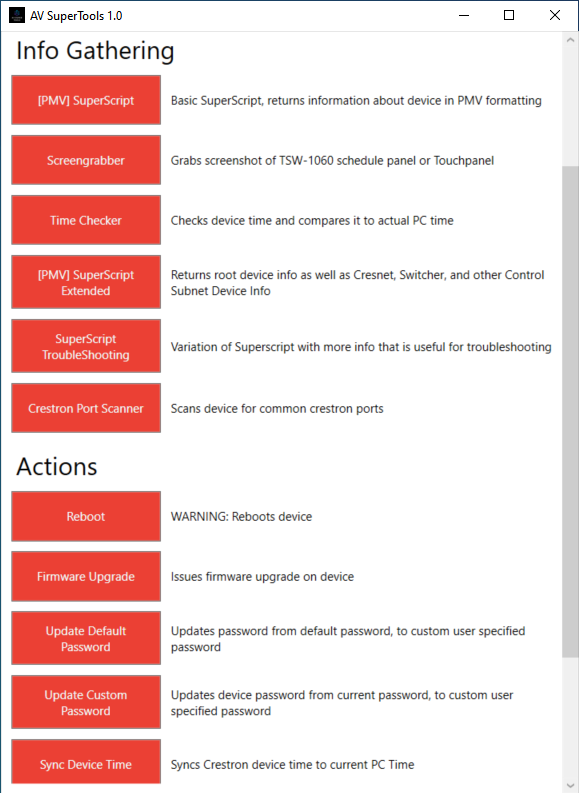 AV SuperTools 1.0
Info Gathering
[PMV] SuperScript
Basic SuperScript, returns information about device in PMV formatting
Screengrabber
Grabs screenshot of TSW-1060 schedule panel or Touchpanel
Time Checker
Checks device time and compares it to actual PC time
[PMV] SuperScript
Extended
Returns root device info as well as Cresnet, Switcher, and other Control
Subnet Device Info
SuperScript
TroubleShooting
Variation of Superscript with more info that is useful for troubleshooting
Crestron Port Scanner
Scans device for common crestron ports
Actions
Reboot
WARNING: Reboots device
Firmware Upgrade
Issues firmware upgrade on device
Update Default
Password
Updates password from default password, to custom user specified
password
Update Custom
Password
Updates device password from current password, to custom user
specified password
Sync Device Time
Syncs Crestron device time to current PC Time